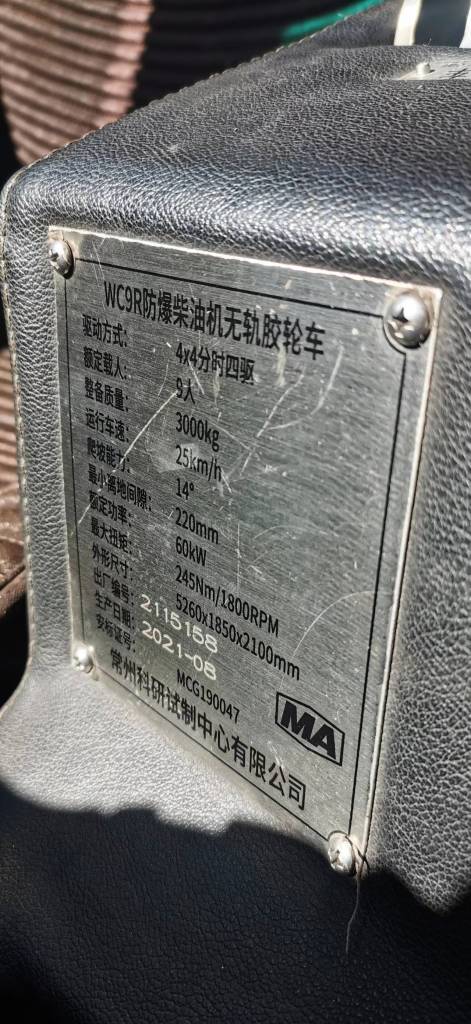 WC9R防爆柴油机无轨胶轮车
驱动方式： 4x4分时四驱
额定载人： 9人
整备质量： 3000kg
运行车速： 25km/h
爬坡能力： 14°
最小离地间隙： 220mm
额定功率： 60kW
最大扭矩： 245Nm/1800RPM
外形尺寸： 5260x1850x2100mm
出厂编号： 2115158
生产日期： 2021-08
安标证号： MCG190047
MA
常州科研试制中心有限公司